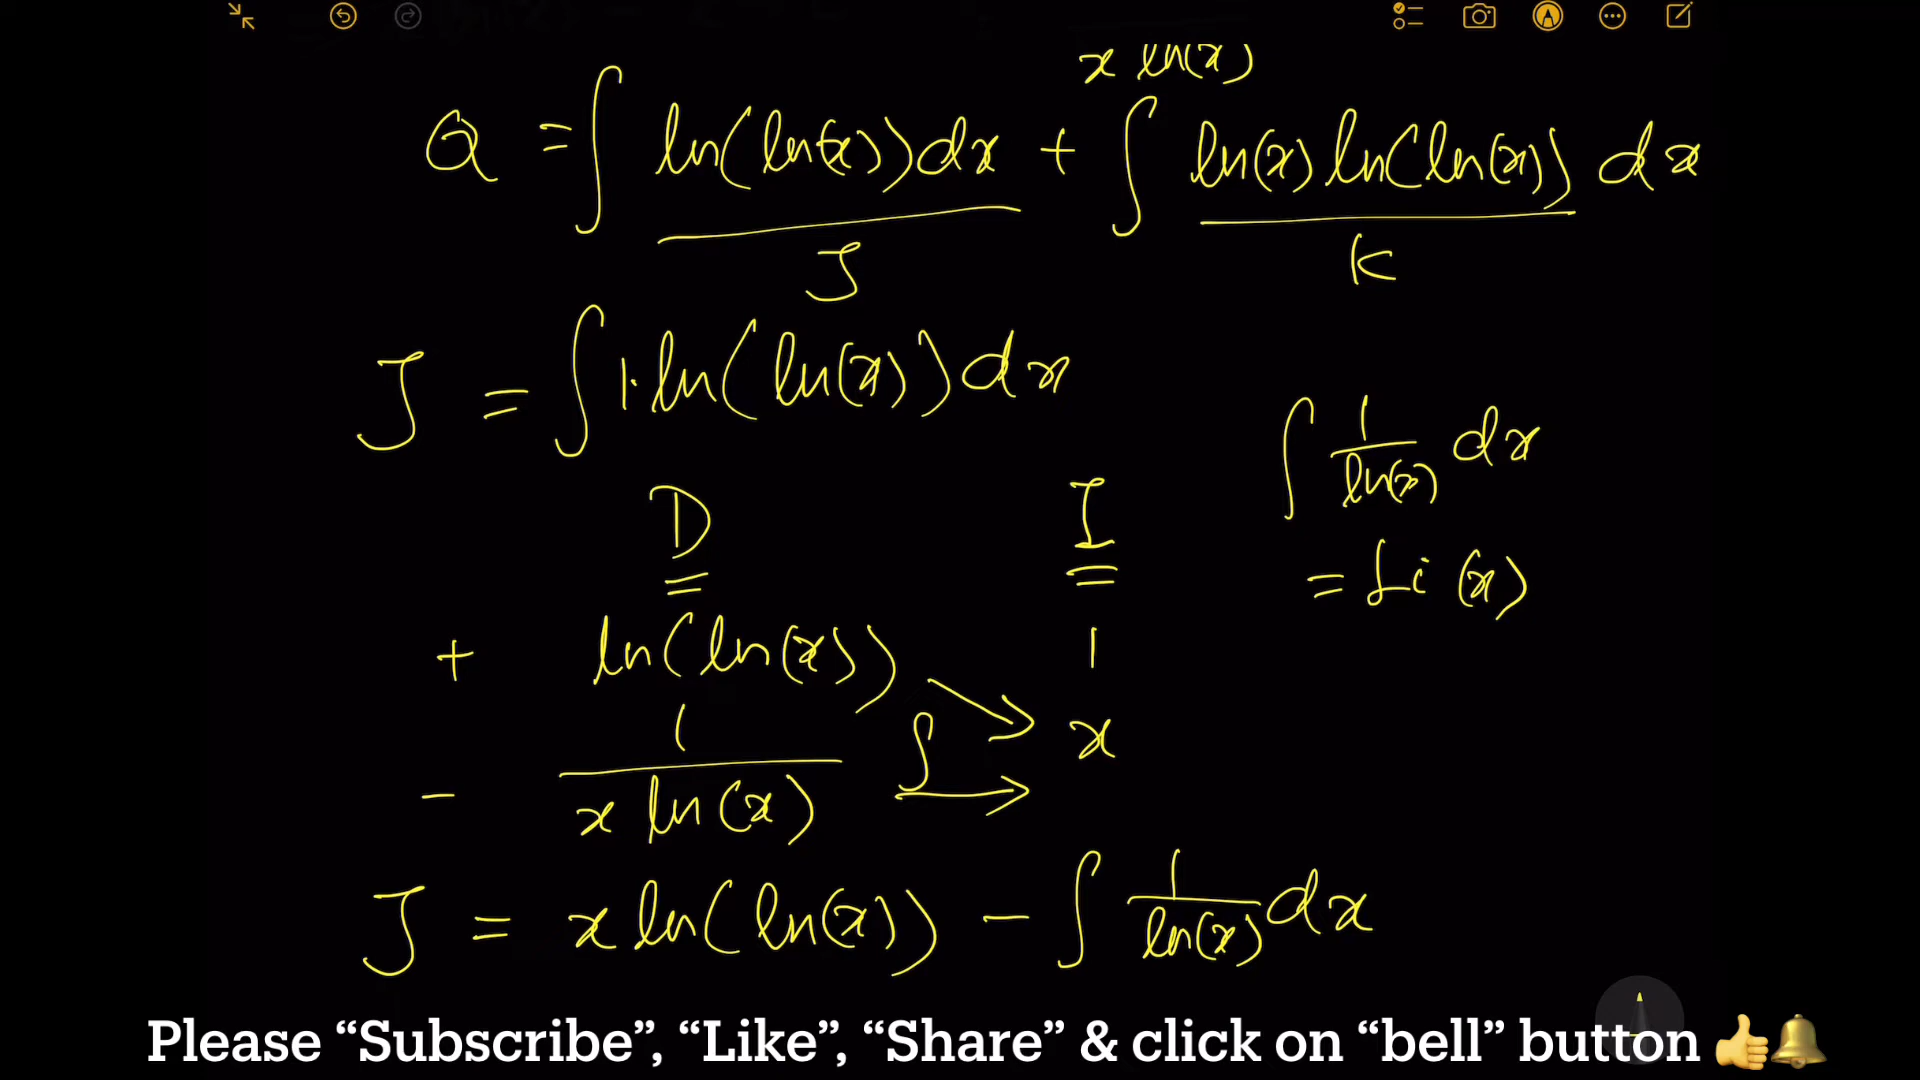 x ln(x)
Q = ∫ ln(ln(x)) dx + ∫ ln(x) ln(ln(x)) dx
J K
J = ∫ 1·ln(ln(x)) dx
∫ 1/ln(x) dx
= Li (x)
D I
+ ln(ln(x)) 1
- 1/(x ln(x)) ∫ x
J = x ln(ln(x)) - ∫ 1/ln(x) dx
Please “Subscribe”, “Like”, “Share” & click on “bell” button 👍🔔